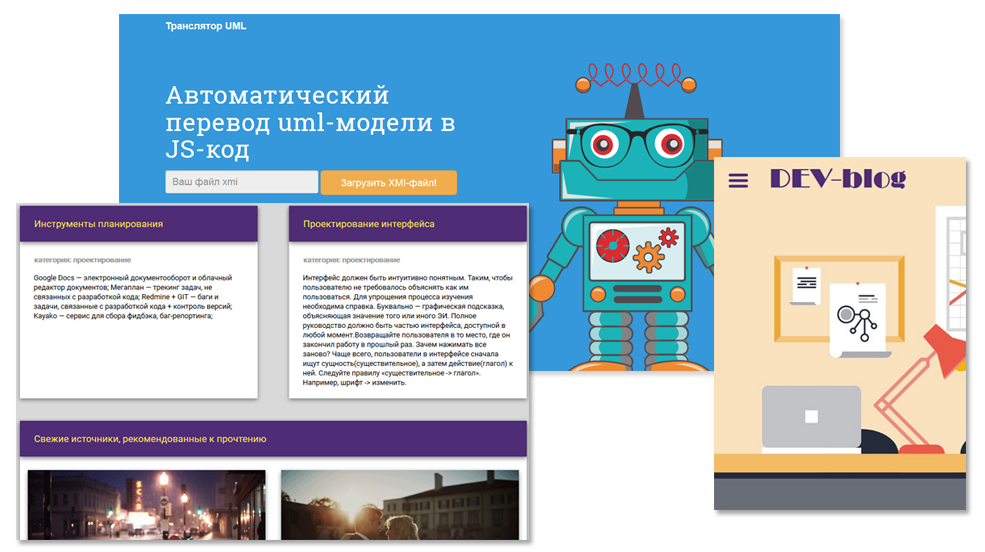 Транслятор UML
Автоматический
перевод uml-модели в
JS-код
Ваш файл xmi
Загрузить XMI-файл!
DEV-blog
Инструменты планирования
категория: проектирование
Google Docs — электронный документооборот и облачный
редактор документов; Мегаплан — трекинг задач, не
связанных с разработкой кода; Redmine + GIT — баги и
задачи, связанные с разработкой кода + контроль версий;
Kayako — сервис для сбора фидбэка, баг-репортинга;
Проектирование интерфейса
категория: проектирование
Интерфейс должен быть интуитивно понятным. Таким, чтобы
пользователю не требовалось объяснять как им
пользоваться. Для упрощения процесса изучения
необходима справка. Буквально — графическая подсказка,
объясняющая значение того или иного ЭИ. Полное
руководство должно быть частью интерфейса, доступной в
любой момент.Возвращайте пользователя в то место, где он
закончил работу в прошлый раз. Зачем нажимать все
заново? Чаще всего, пользователи в интерфейсе сначала
ищут сущность(существительное), а затем действие(глагол) к
ней. Следуйте правилу «существительное -> глагол».
Например, шрифт -> изменить.
Свежие источники, рекомендованные к прочтению
SCAD